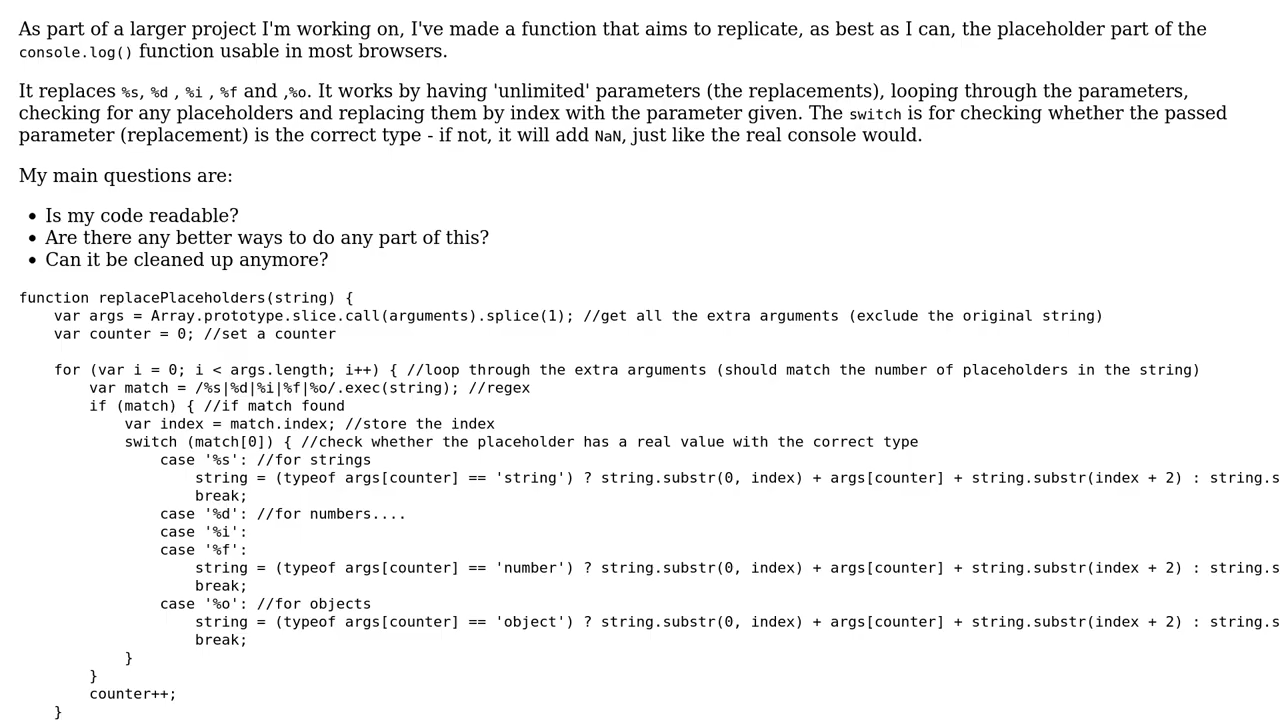 As part of a larger project I'm working on, I've made a function that aims to replicate, as best as I can, the placeholder part of the
console.log() function usable in most browsers.
It replaces %s, %d , %i , %f and ,%o. It works by having 'unlimited' parameters (the replacements), looping through the parameters,
checking for any placeholders and replacing them by index with the parameter given. The switch is for checking whether the passed
parameter (replacement) is the correct type - if not, it will add NaN, just like the real console would.
My main questions are:
• Is my code readable?
• Are there any better ways to do any part of this?
• Can it be cleaned up anymore?
function replacePlaceholders(string) {
    var args = Array.prototype.slice.call(arguments).splice(1); //get all the extra arguments (exclude the original string)
    var counter = 0; //set a counter
    for (var i = 0; i < args.length; i++) { //loop through the extra arguments (should match the number of placeholders in the string)
        var match = /%s|%d|%i|%f|%o/.exec(string); //regex
        if (match) { //if match found
            var index = match.index; //store the index
            switch (match[0]) { //check whether the placeholder has a real value with the correct type
                case '%s': //for strings
                    string = (typeof args[counter] == 'string') ? string.substr(0, index) + args[counter] + string.substr(index + 2) : string.s
                    break;
                case '%d': //for numbers....
                case '%i':
                case '%f':
                    string = (typeof args[counter] == 'number') ? string.substr(0, index) + args[counter] + string.substr(index + 2) : string.s
                    break;
                case '%o': //for objects
                    string = (typeof args[counter] == 'object') ? string.substr(0, index) + args[counter] + string.substr(index + 2) : string.s
                    break;
            }
        }
        counter++;
    }